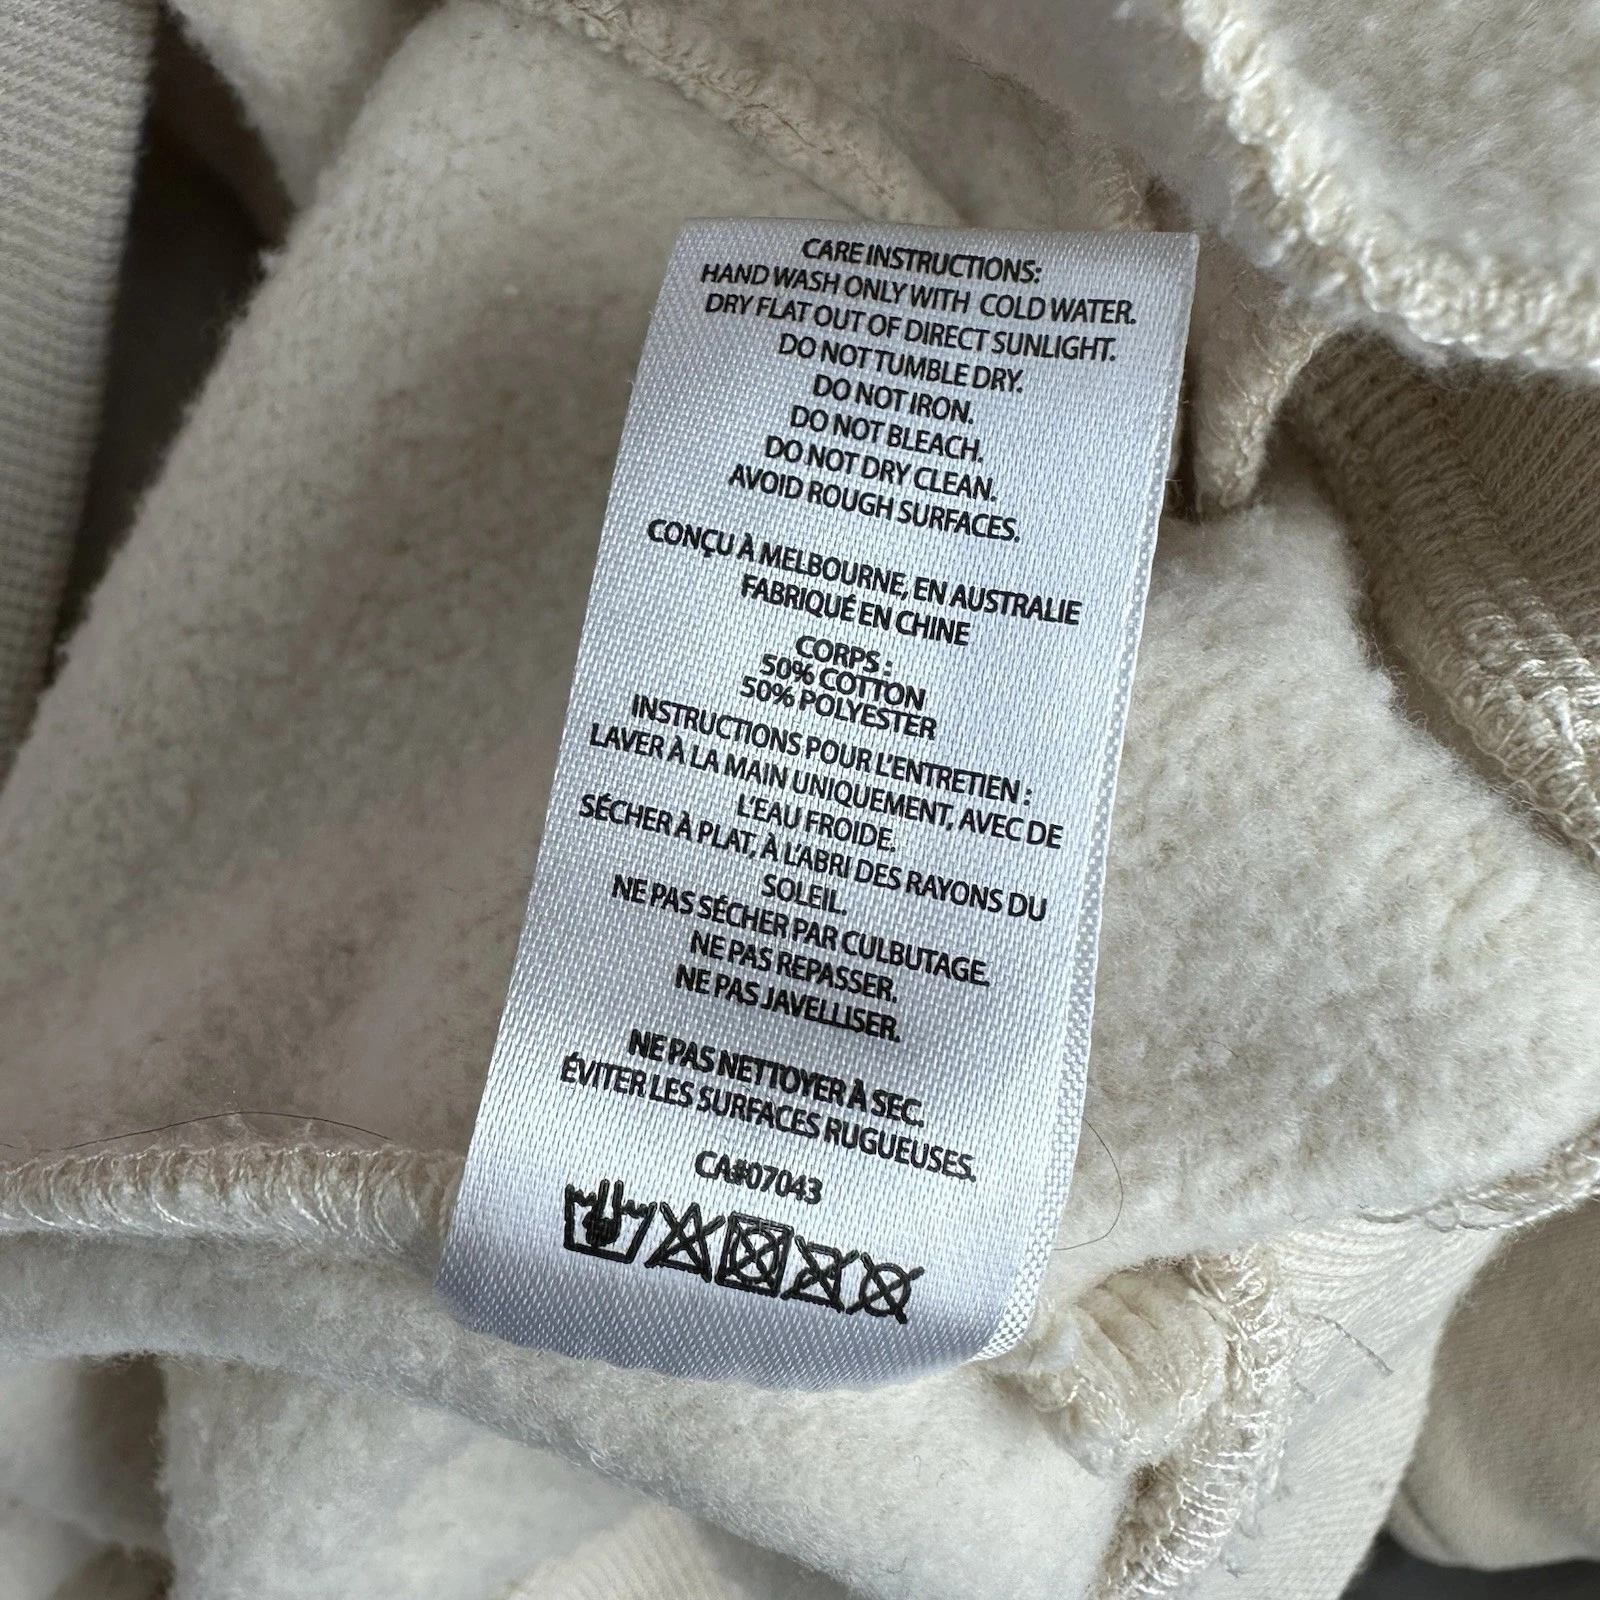 CARE INSTRUCTIONS:
HAND WASH ONLY WITH COLD WATER.
DRY FLAT OUT OF DIRECT SUNLIGHT.
DO NOT TUMBLE DRY.
DO NOT IRON.
DO NOT BLEACH.
DO NOT DRY CLEAN.
AVOID ROUGH SURFACES.
CONÇU À MELBOURNE, EN AUSTRALIE
FABRIQUÉ EN CHINE
CORPS :
50% COTTON
50% POLYESTER
INSTRUCTIONS POUR L'ENTRETIEN :
LAVER À LA MAIN UNIQUEMENT, AVEC DE
L'EAU FROIDE.
SÉCHER À PLAT, À L'ABRI DES RAYONS DU
SOLEIL.
NE PAS SÉCHER PAR CULBUTAGE.
NE PAS REPASSER.
NE PAS JAVELLISER.
NE PAS NETTOYER À SEC.
ÉVITER LES SURFACES RUGUEUSES.
CA#07043